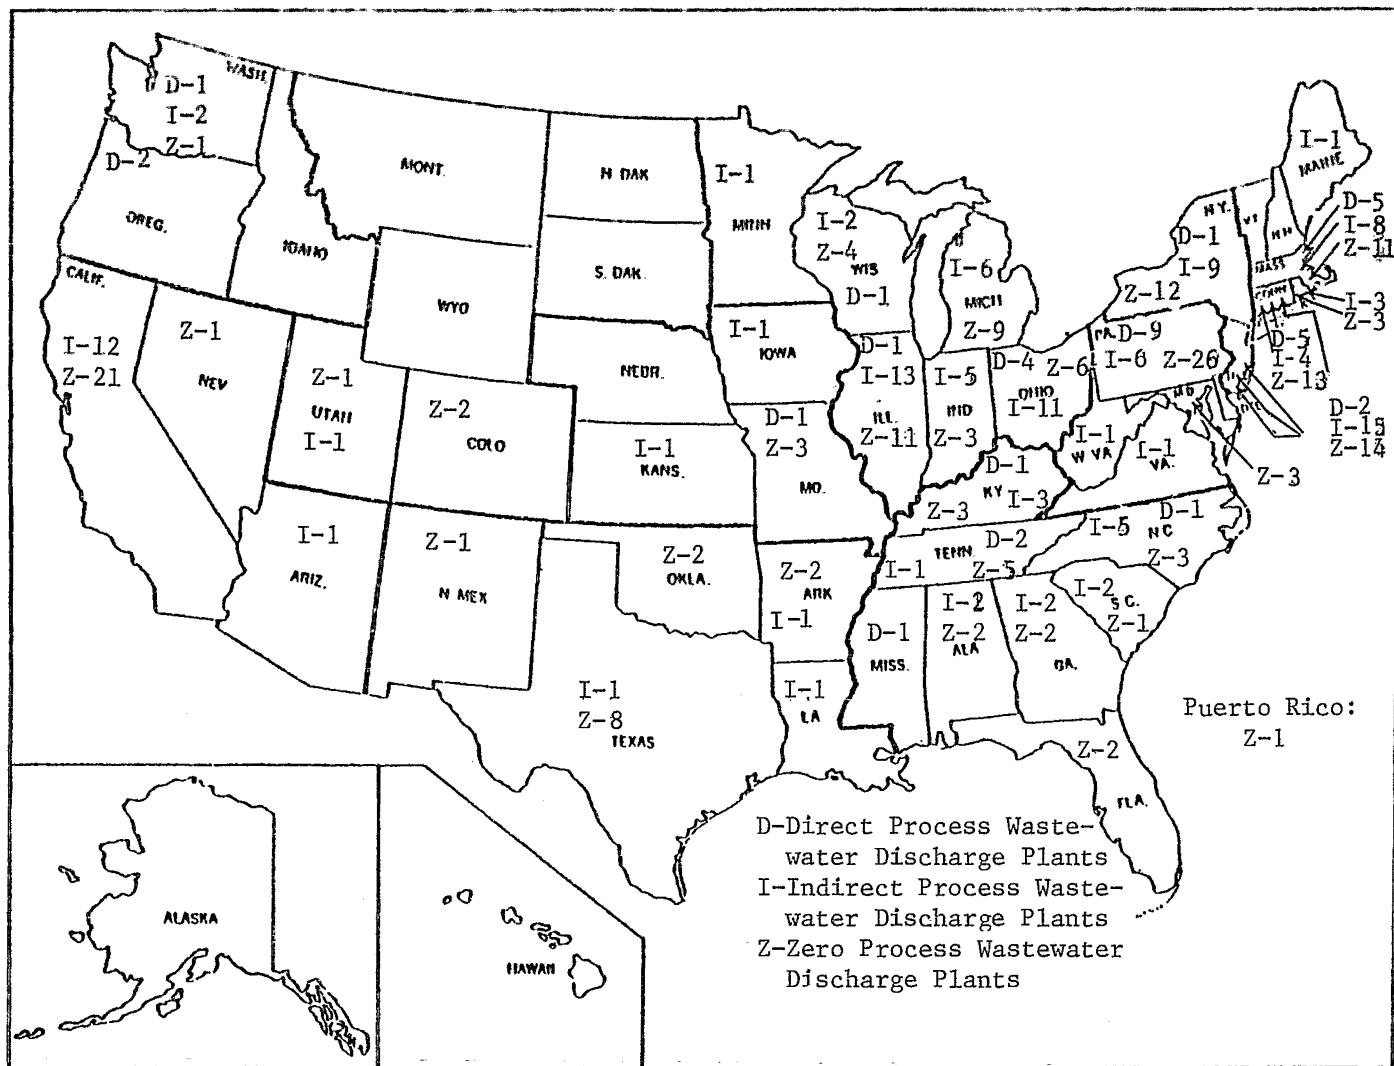 WASH.
D-1
I-2
Z-1
D-2
OREG.
CALIF.
I-12
Z-21
Z-1
NEV
IDAHO
MONT.
WYO
Z-1
UTAH
I-1
Z-2
COLO
I-1
ARIZ.
Z-1
N MEX
N DAK
S. DAK.
NEBR.
I-1
KANS.
Z-2
OKLA.
I-1
Z-8
TEXAS
I-1
MINN
I-1
IOWA
D-1
Z-3
MO.
Z-2
ARK
I-1
I-1
LA
I-2
Z-4
WIS
D-1
D-1
I-13
ILL.
Z-11
I-6
MICH
Z-9
I-5
IND
Z-3
D-4
Z-6
OHIO
I-11
D-1
KY
I-3
Z-3
TENN.
D-2
I-1
Z-5
D-1
MISS.
I-2
Z-2
ALA
I-2
Z-2
GA.
Z-2
FLA.
I-2
S C.
Z-1
D-1
I-5
N C
Z-3
I-1
W VA
I-1
VA.
PA.
D-9
I-6
Z-26
N Y.
D-1
I-9
Z-12
VT
N H
I-1
MAINE
MASS
D-5
I-8
Z-11
CONN
I-3
Z-3
D-5
I-4
Z-13
D-2
I-15
Z-14
MD
DEL
Z-3
Puerto Rico:
Z-1
ALASKA
HAWAII
D-Direct Process Waste-
water Discharge Plants
I-Indirect Process Waste-
water Discharge Plants
Z-Zero Process Wastewater
Discharge Plants